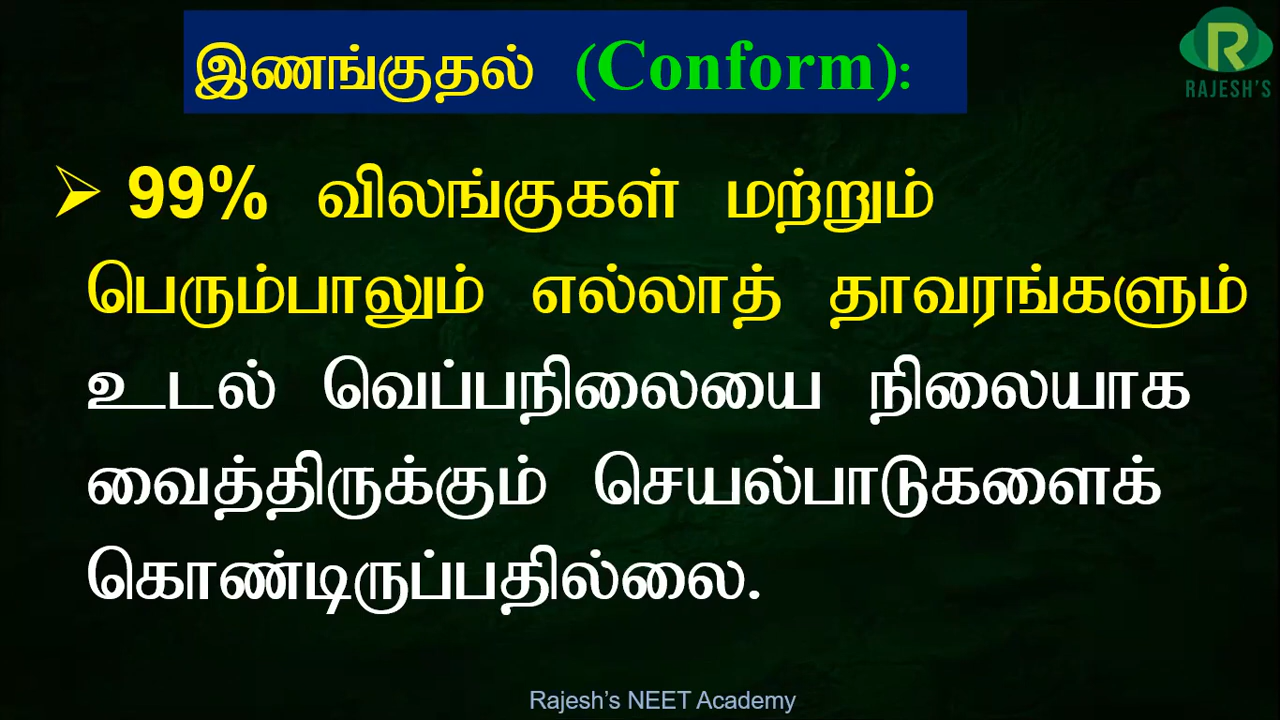 இணங்குதல் (Conform):
RAJESH'S
➢ 99% விலங்குகள் மற்றும்
பெரும்பாலும் எல்லாத் தாவரங்களும்
உடல் வெப்பநிலையை நிலையாக
வைத்திருக்கும் செயல்பாடுகளைக்
கொண்டிருப்பதில்லை.
Rajesh’s NEET Academy